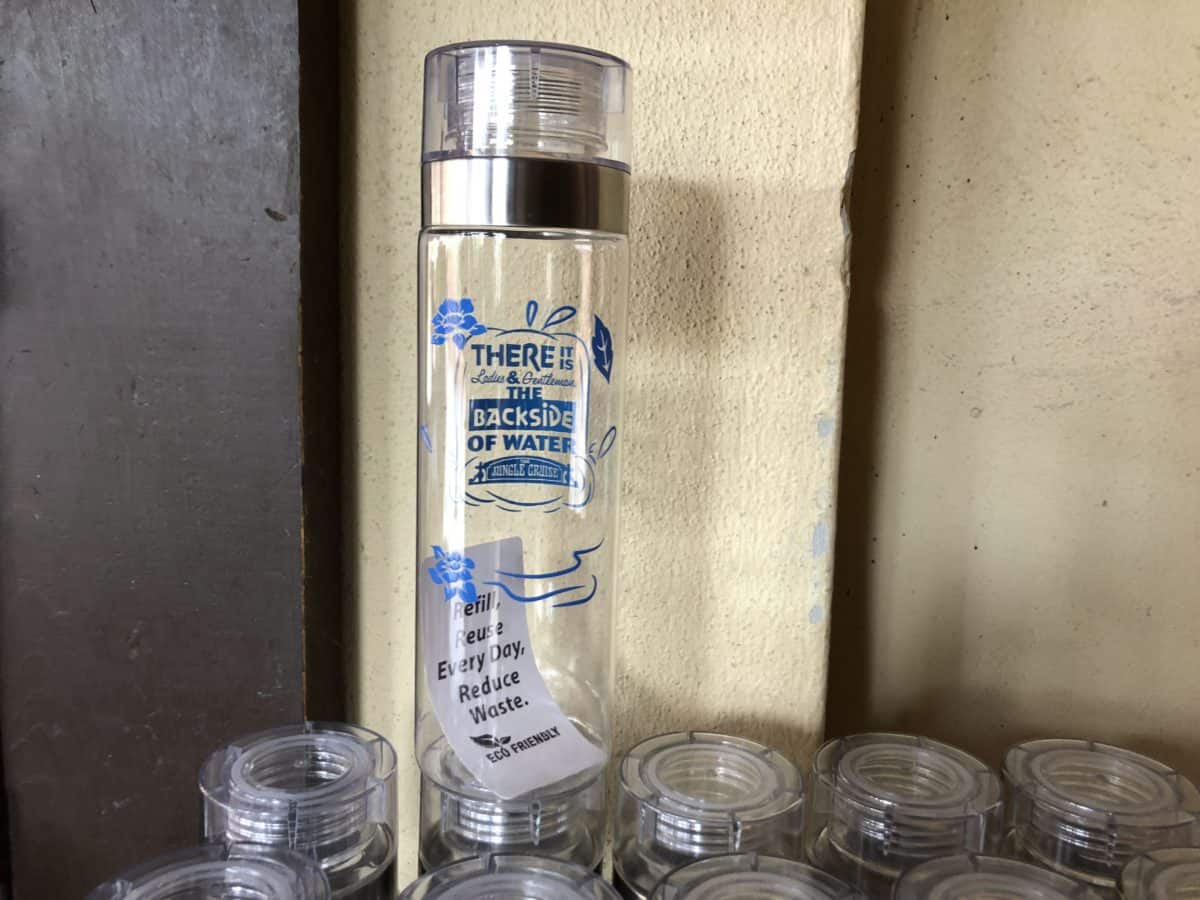 THERE IT IS
Ladies & Gentlemen
THE
BACKSIDE
OF WATER
THE
JUNGLE CRUISE
Refill,
Reuse
Every Day,
Reduce
Waste.
ECO FRIENDLY